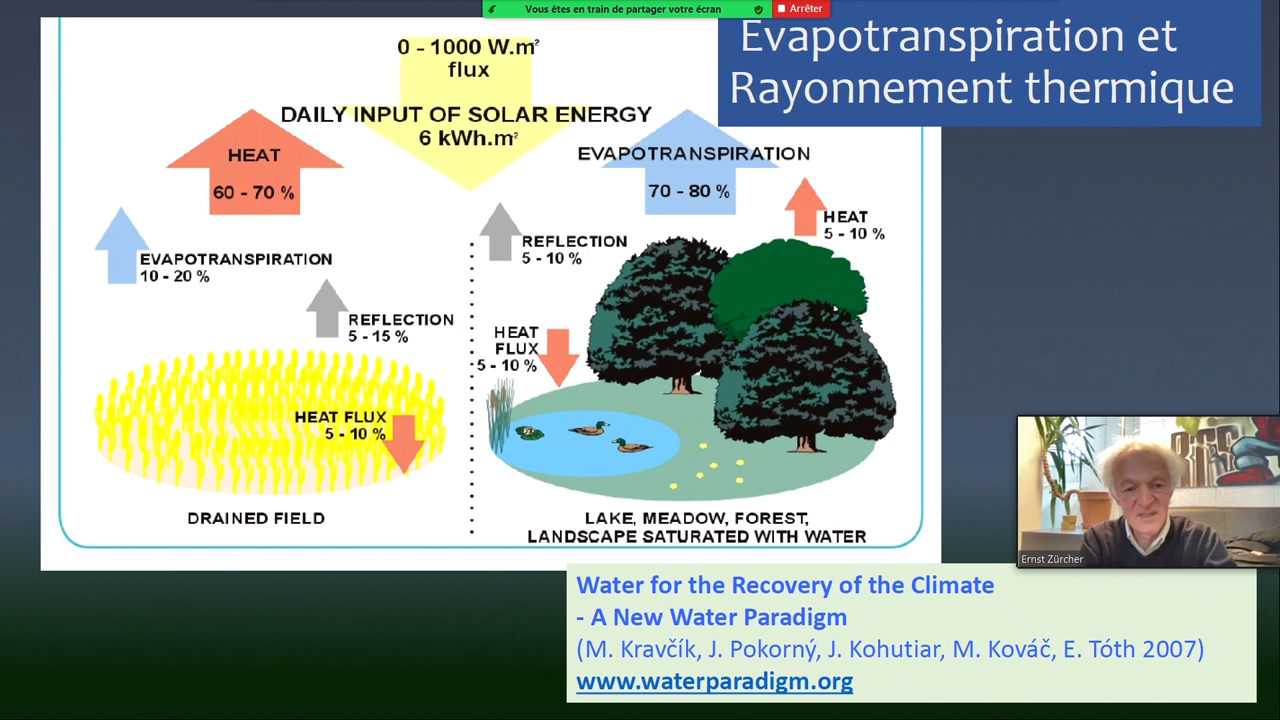 Vous êtes en train de partager votre écran
Arrêter
Evapotranspiration et
Rayonnement thermique
0 - 1000 W.m²
flux
DAILY INPUT OF SOLAR ENERGY
6 kWh.m²
HEAT
60 - 70 %
EVAPOTRANSPIRATION
10 - 20 %
REFLECTION
5 - 15 %
HEAT FLUX
5 - 10 %
DRAINED FIELD
EVAPOTRANSPIRATION
70 - 80 %
HEAT
5 - 10 %
REFLECTION
5 - 10 %
HEAT
FLUX
5 - 10 %
LAKE, MEADOW, FOREST,
LANDSCAPE SATURATED WITH WATER
Ernst Zürcher
Water for the Recovery of the Climate
- A New Water Paradigm
(M. Kravčík, J. Pokorný, J. Kohutiar, M. Kováč, E. Tóth 2007)
www.waterparadigm.org